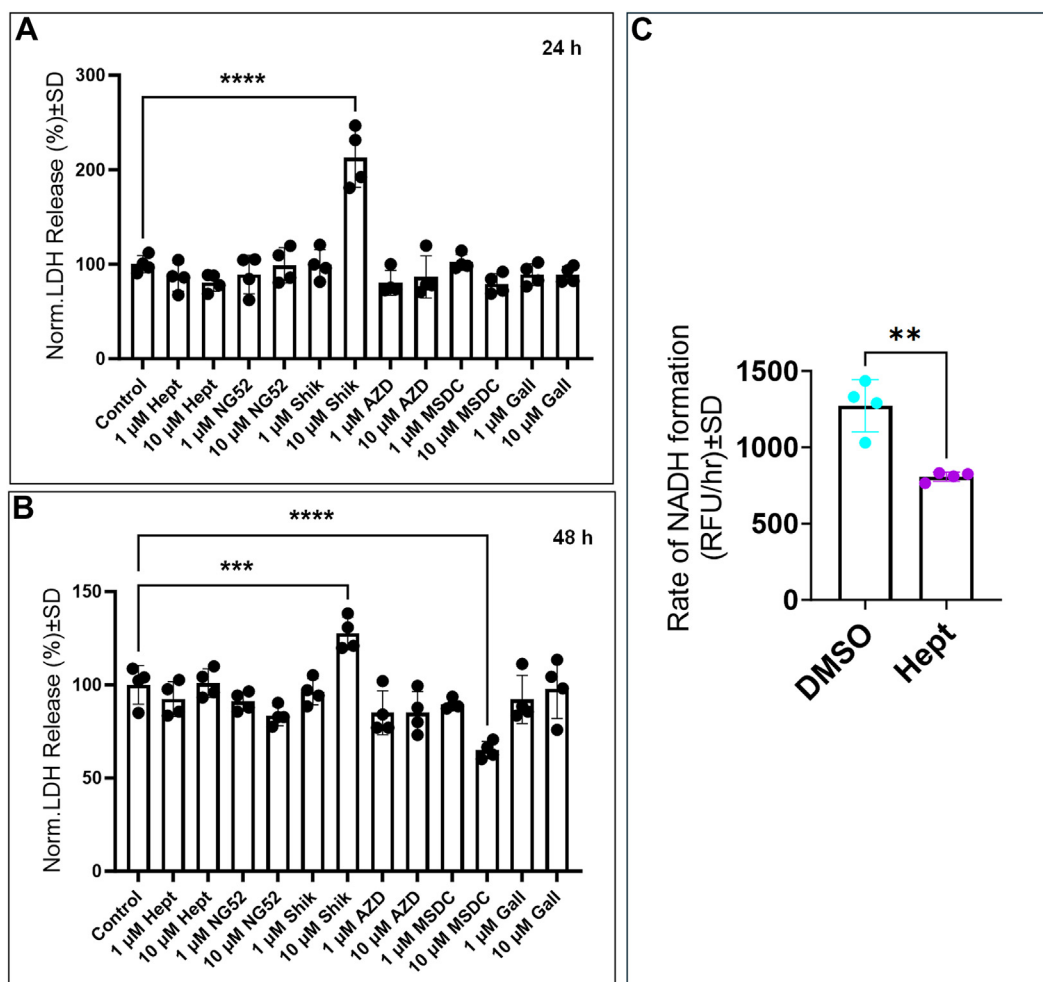 A
24 h
Norm.LDH Release (%)±SD
300
200
100
0
****
Control
1 µM Hept
10 µM Hept
1 µM NG52
10 µM NG52
1 µM Shik
10 µM Shik
1 µM AZD
10 µM AZD
1 µM MSDC
10 µM MSDC
1 µM Gall
10 µM Gall
B
48 h
Norm.LDH Release (%)±SD
150
100
50
0
****
***
Control
1 µM Hept
10 µM Hept
1 µM NG52
10 µM NG52
1 µM Shik
10 µM Shik
1 µM AZD
10 µM AZD
1 µM MSDC
10 µM MSDC
1 µM Gall
10 µM Gall
C
Rate of NADH formation
(RFU/hr)±SD
1500
1000
500
0
**
DMSO
Hept